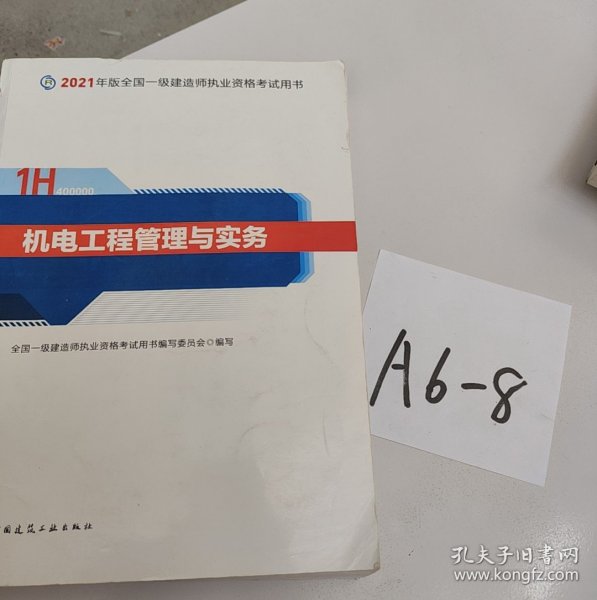 2021年版全国一级建造师执业资格考试用书
1H
400000
机电工程管理与实务
全国一级建造师执业资格考试用书编写委员会◎编写
国建筑工业出版社
A6-8
孔夫子旧书网
www.kongfz.com